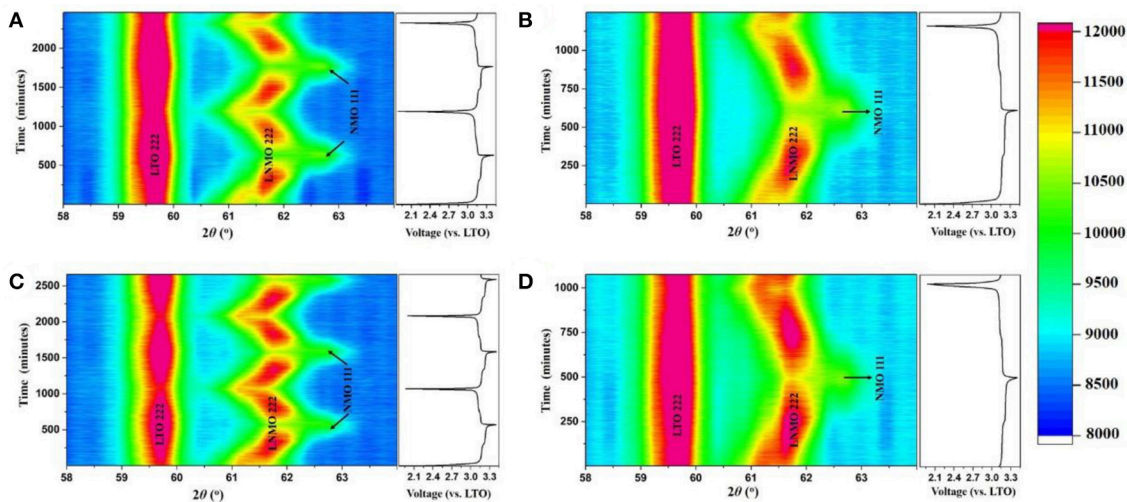 A
Time (minutes)
2000
1500
1000
500
LTO 222
LNMO 222
NMO 111
58 59 60 61 62 63
2θ (o)
2.1 2.4 2.7 3.0 3.3
Voltage (vs. LTO)
B
Time (minutes)
1000
750
500
250
LTO 222
LNMO 222
NMO 111
58 59 60 61 62 63
2θ (o)
2.1 2.4 2.7 3.0 3.3
Voltage (vs. LTO)
C
Time (minutes)
2500
2000
1500
1000
500
LTO 222
LNMO 222
NMO 111
58 59 60 61 62 63
2θ (o)
2.1 2.4 2.7 3.0 3.3
Voltage (vs. LTO)
D
Time (minutes)
1000
750
500
250
LTO 222
LNMO 222
NMO 111
58 59 60 61 62 63
2θ (o)
2.1 2.4 2.7 3.0 3.3
Voltage (vs. LTO)
12000
11500
11000
10500
10000
9500
9000
8500
8000